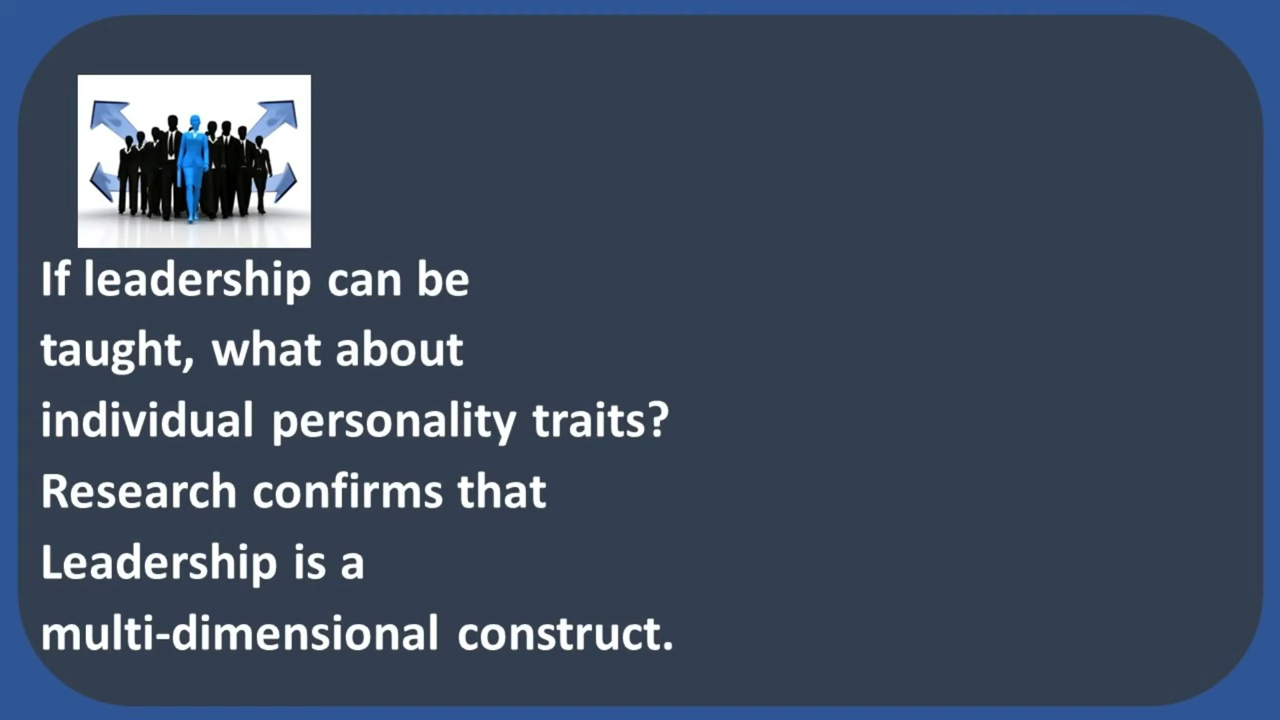 If leadership can be
taught, what about
individual personality traits?
Research confirms that
Leadership is a
multi-dimensional construct.